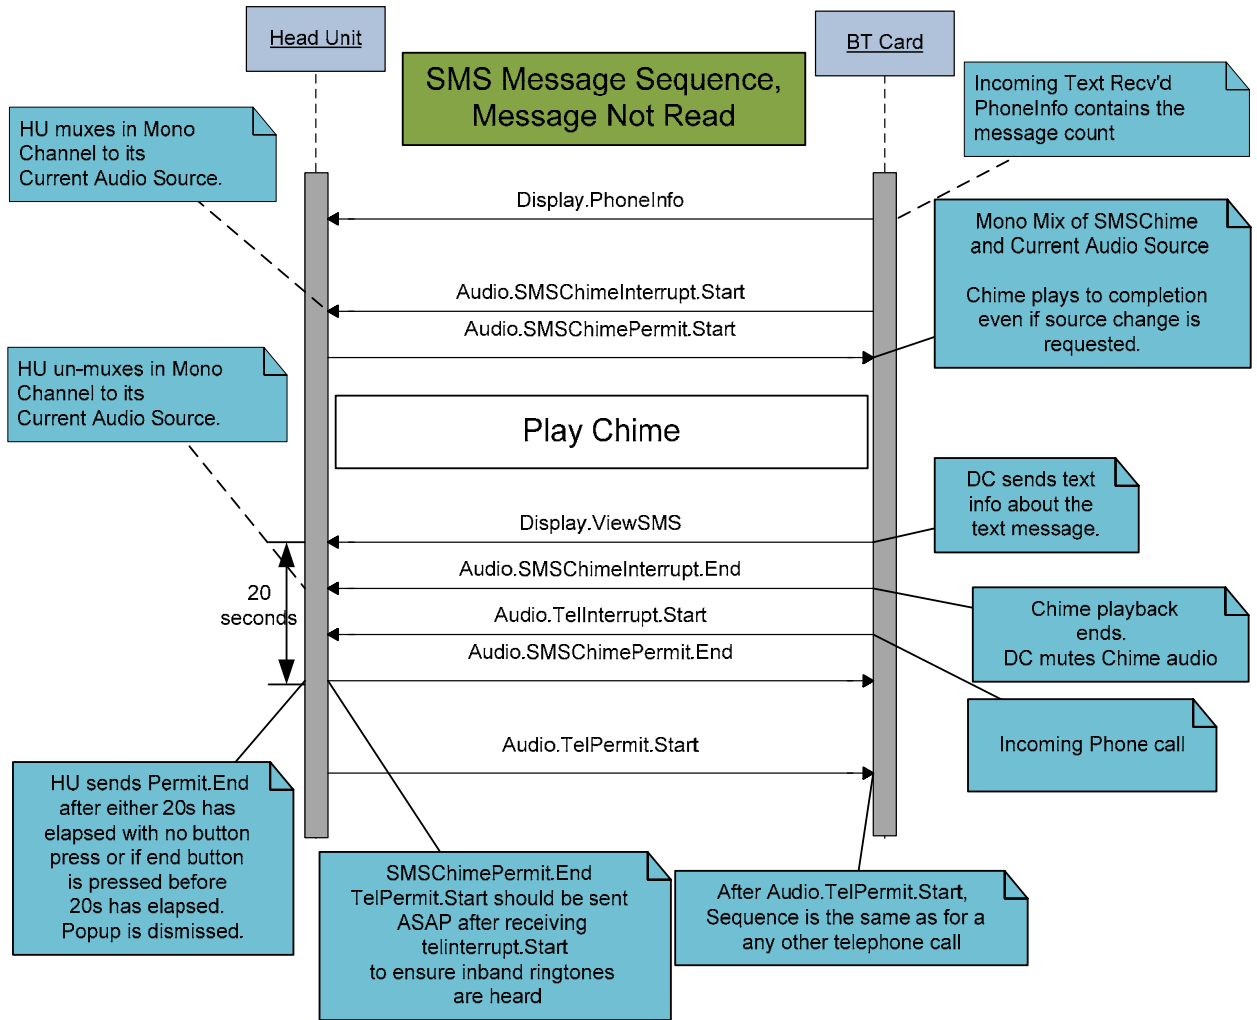 Head Unit
BT Card
SMS Message Sequence,
Message Not Read
Incoming Text Recv'd
PhoneInfo contains the
message count
HU muxes in Mono
Channel to its
Current Audio Source.
Display.PhoneInfo
Mono Mix of SMSChime
and Current Audio Source
Chime plays to completion
even if source change is
requested.
Audio.SMSChimeInterrupt.Start
Audio.SMSChimePermit.Start
HU un-muxes in Mono
Channel to its
Current Audio Source.
Play Chime
DC sends text
info about the
text message.
Display.ViewSMS
Audio.SMSChimeInterrupt.End
20
seconds
Audio.TelInterrupt.Start
Chime playback
ends.
DC mutes Chime audio
Audio.SMSChimePermit.End
Incoming Phone call
Audio.TelPermit.Start
HU sends Permit.End
after either 20s has
elapsed with no button
press or if end button
is pressed before
20s has elapsed.
Popup is dismissed.
SMSChimePermit.End
TelPermit.Start should be sent
ASAP after receiving
telinterrupt.Start
to ensure inband ringtones
are heard
After Audio.TelPermit.Start,
Sequence is the same as for a
any other telephone call